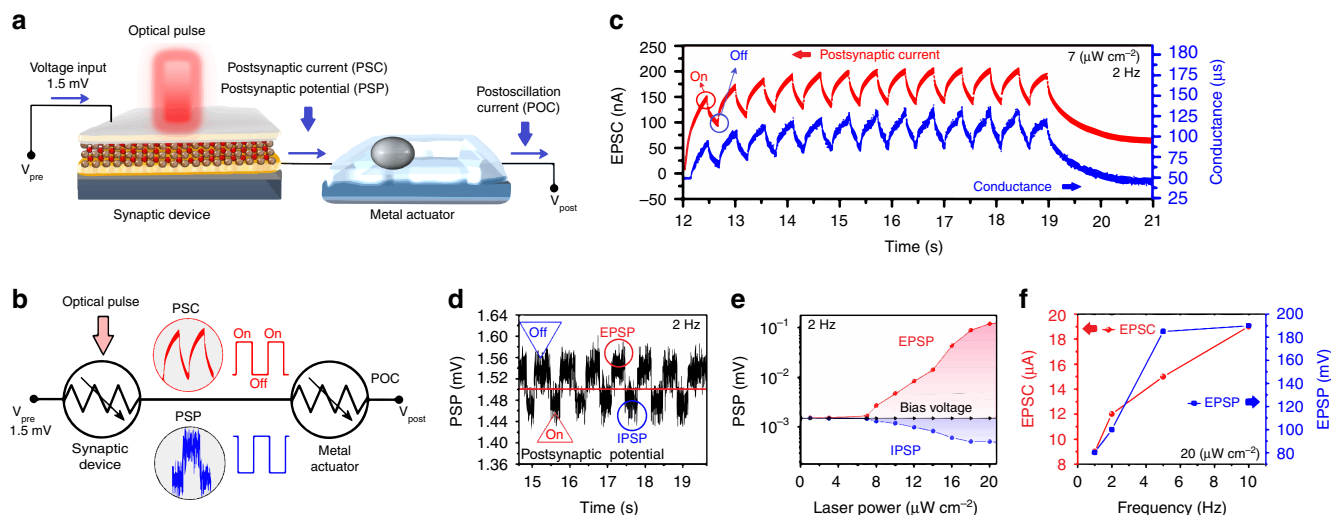 a
Optical pulse
Voltage input
1.5 mV
Postsynaptic current (PSC)
Postsynaptic potential (PSP)
Postoscillation
current (POC)
V_pre
V_post
Synaptic device
Metal actuator
c
250
200
150
100
50
0
–50
EPSC (nA)
On
Off
Postsynaptic current
7 (μW cm⁻²)
2 Hz
Conductance
180
150
125
100
75
50
25
Conductance (μs)
12 13 14 15 16 17 18 19 20 21
Time (s)
b
Optical pulse
PSC
On On
Off
V_pre
1.5 mV
PSP
POC
V_post
Synaptic
device
Metal
actuator
d
1.64
1.60
1.56
1.52
1.48
1.44
1.40
1.36
PSP (mV)
2 Hz
Off
EPSP
On
IPSP
Postsynaptic potential
15 16 17 18 19
Time (s)
e
10⁻¹
10⁻²
10⁻³
PSP (mV)
2 Hz
EPSP
Bias voltage
IPSP
0 4 8 12 16 20
Laser power (μW cm⁻²)
f
20
18
16
14
12
10
8
EPSC (μA)
EPSC
EPSP
20 (μW cm⁻²)
200
180
160
140
120
100
80
EPSP (mV)
0 2 4 6 8 10
Frequency (Hz)